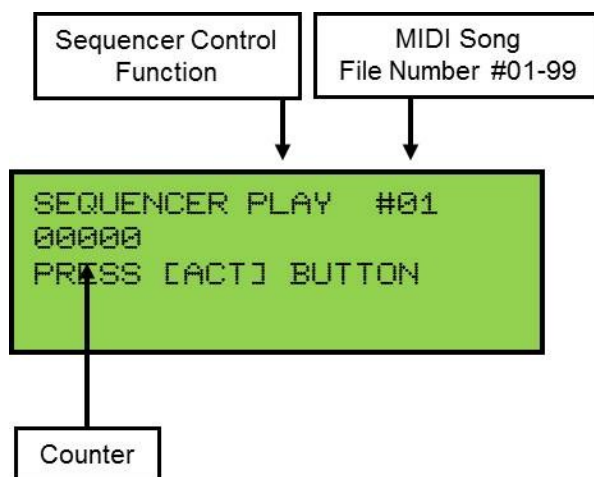 Sequencer Control
Function
MIDI Song
File Number #01-99
SEQUENCER PLAY #01
00000
PRESS [ACT] BUTTON
Counter